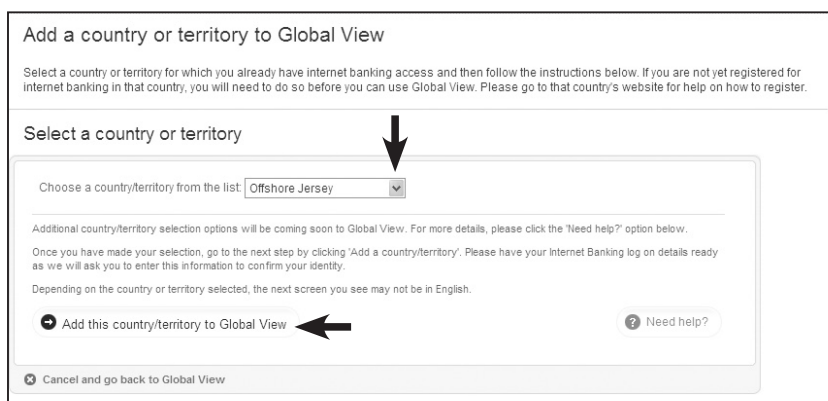 Add a country or territory to Global View
Select a country or territory for which you already have internet banking access and then follow the instructions below. If you are not yet registered for
internet banking in that country, you will need to do so before you can use Global View. Please go to that country's website for help on how to register.
Select a country or territory
Choose a country/territory from the list: Offshore Jersey
Additional country/territory selection options will be coming soon to Global View. For more details, please click the 'Need help?' option below.
Once you have made your selection, go to the next step by clicking 'Add a country/territory'. Please have your Internet Banking log on details ready
as we will ask you to enter this information to confirm your identity.
Depending on the country or territory selected, the next screen you see may not be in English.
Add this country/territory to Global View
Need help?
Cancel and go back to Global View